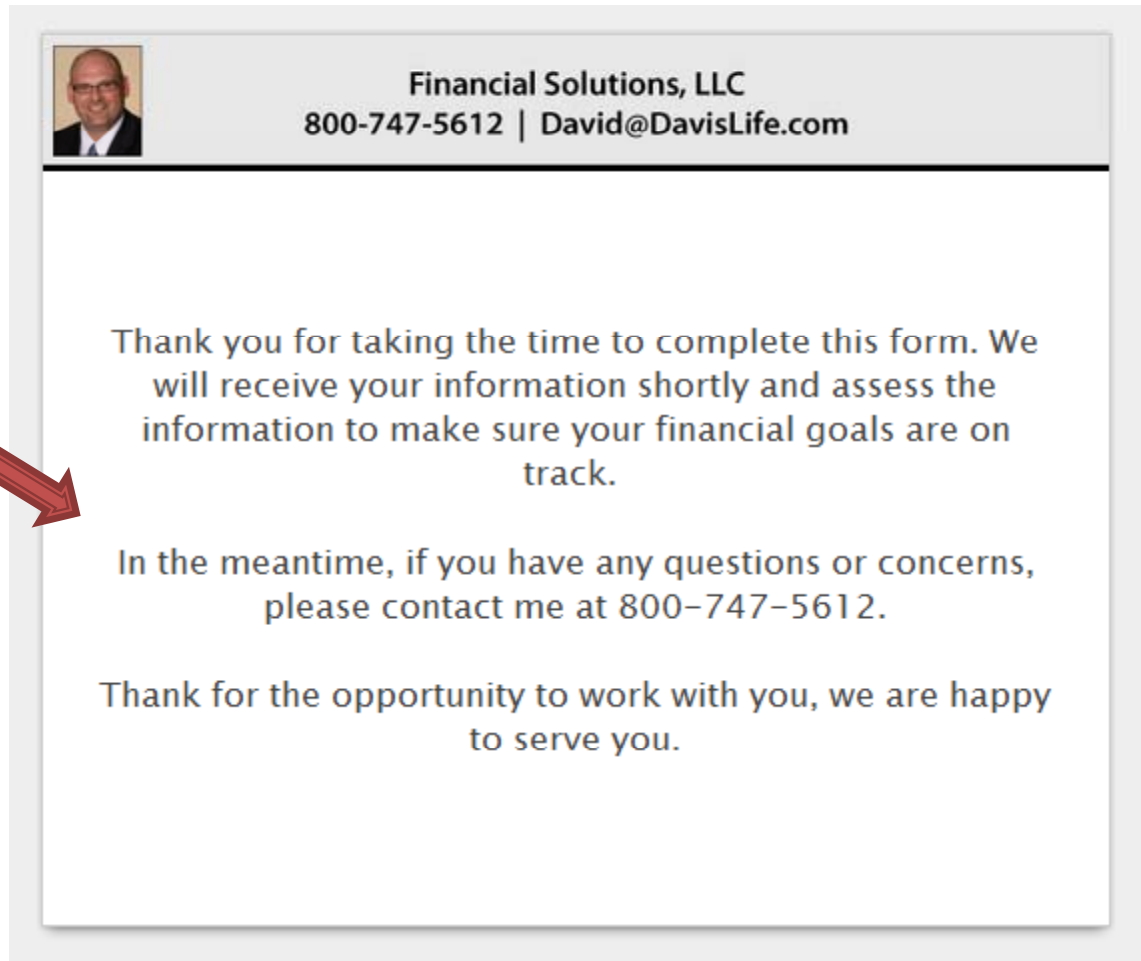 Financial Solutions, LLC
800-747-5612 | David@DavisLife.com
Thank you for taking the time to complete this form. We
will receive your information shortly and assess the
information to make sure your financial goals are on
track.
In the meantime, if you have any questions or concerns,
please contact me at 800-747-5612.
Thank for the opportunity to work with you, we are happy
to serve you.